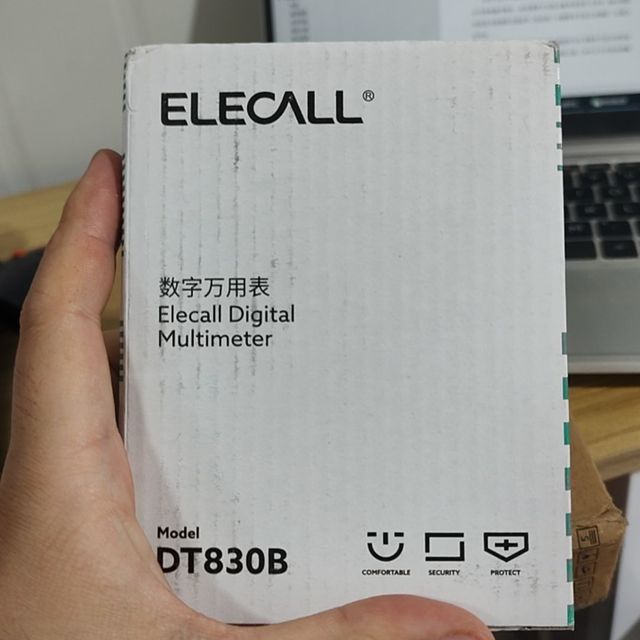 ELECALL®
数字万用表
Elecall Digital
Multimeter
Model
DT830B
COMFORTABLE
SECURITY
PROTECT